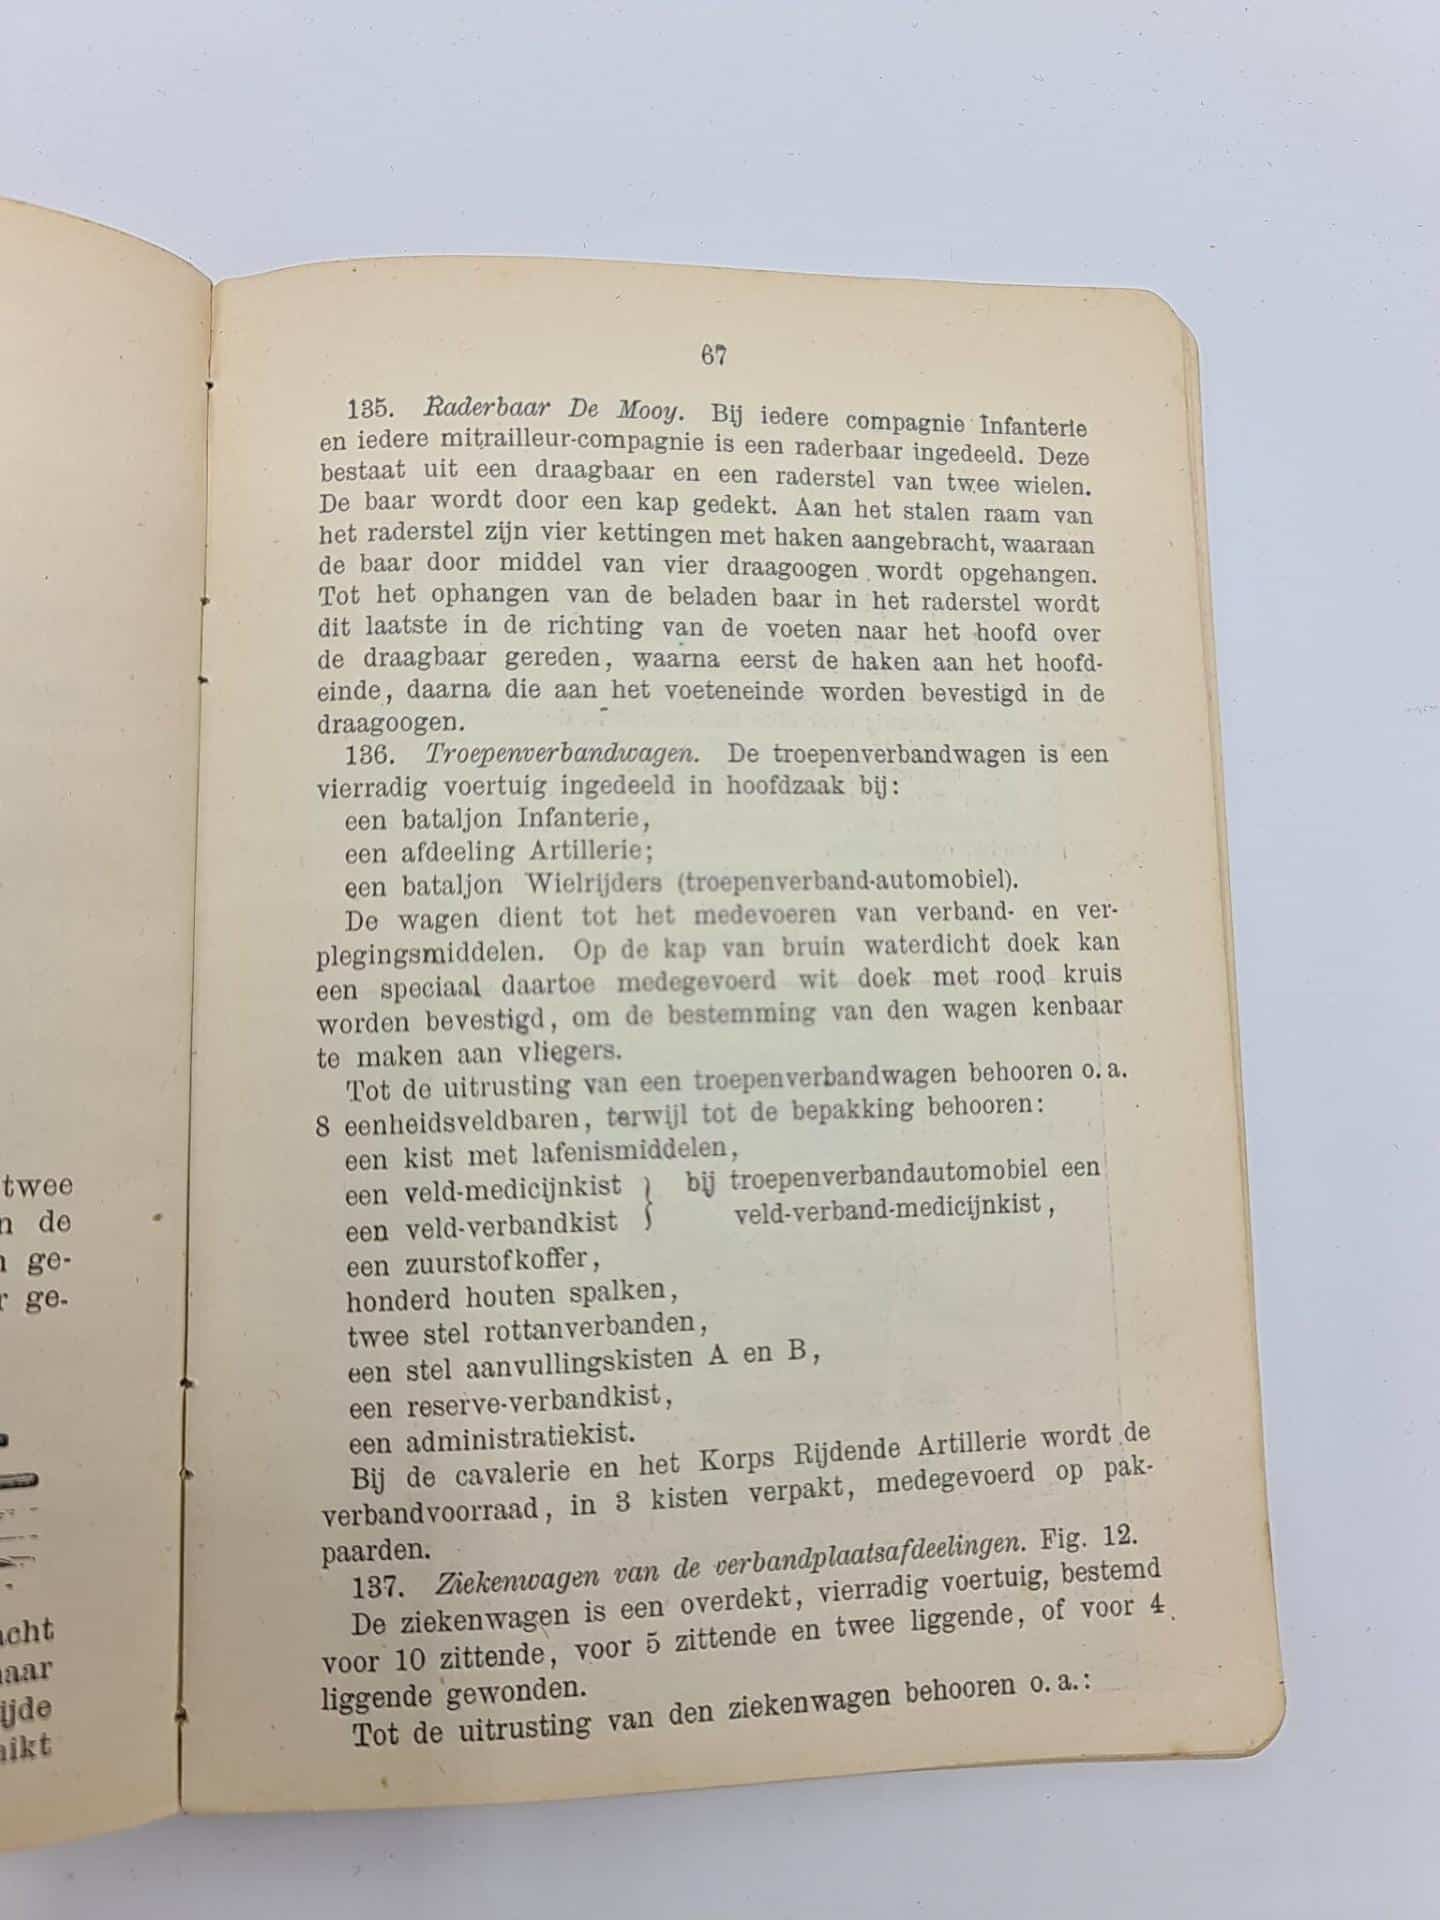 twee
de
ge-
ge-
ijde
67
135. Raderbaar De Mooy. Bij iedere compagnie Infanterie
en iedere mitrailleur-compagnie is een raderbaar ingedeeld. Deze
bestaat uit een draagbaar en een raderstel van twee wielen.
De baar wordt door een kap gedekt. Aan het stalen raam van
het raderstel zijn vier kettingen met haken aangebracht, waaraan
de baar door middel van vier draagoogen wordt opgehangen.
Tot het ophangen van de beladen baar in het raderstel wordt
dit laatste in de richting van de voeten naar het hoofd over
de draagbaar gereden, waarna eerst de haken aan het hoofd-
einde, daarna die aan het voeteneinde worden bevestigd in de
draagoogen.
136. Troepenverbandwagen. De troepenverbandwagen is een
vierradig voertuig ingedeeld in hoofdzaak bij:
een bataljon Infanterie,
een afdeeling Artillerie;
een bataljon Wielrijders (troepenverband-automobiel).
De wagen dient tot het medevoeren van verband- en ver-
plegingsmiddelen. Op de kap van bruin waterdicht doek kan
een speciaal daartoe medegevoerd wit doek met rood kruis
worden bevestigd, om de bestemming van den wagen kenbaar
te maken aan vliegers.
Tot de uitrusting van een troepenverbandwagen behooren o.a.
8 eenheidsveldbaren, terwijl tot de bepakking behooren:
een kist met lafenismiddelen,
een veld-medicijnkist } bij troepenverbandautomobiel een
een veld-verbandkist } veld-verband-medicijnkist,
een zuurstofkoffer,
honderd houten spalken,
twee stel rottanverbanden,
een stel aanvullingskisten A en B,
een reserve-verbandkist,
een administratiekist.
Bij de cavalerie en het Korps Rijdende Artillerie wordt de
verbandvoorraad, in 3 kisten verpakt, medegevoerd op pak-
paarden.
137. Ziekenwagen van de verbandplaatsafdeelingen. Fig. 12.
De ziekenwagen is een overdekt, vierradig voertuig, bestemd
voor 10 zittende, voor 5 zittende en twee liggende, of voor 4
liggende gewonden.
Tot de uitrusting van den ziekenwagen behooren o.a.: